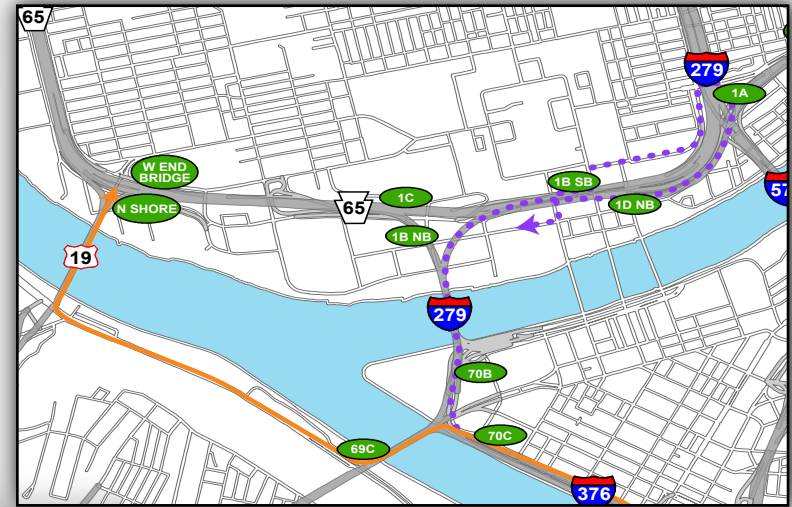 65
279
1A
W END
BRIDGE
1B SB
57
1C
65
N SHORE
1D NB
1B NB
19
279
70B
70C
69C
376